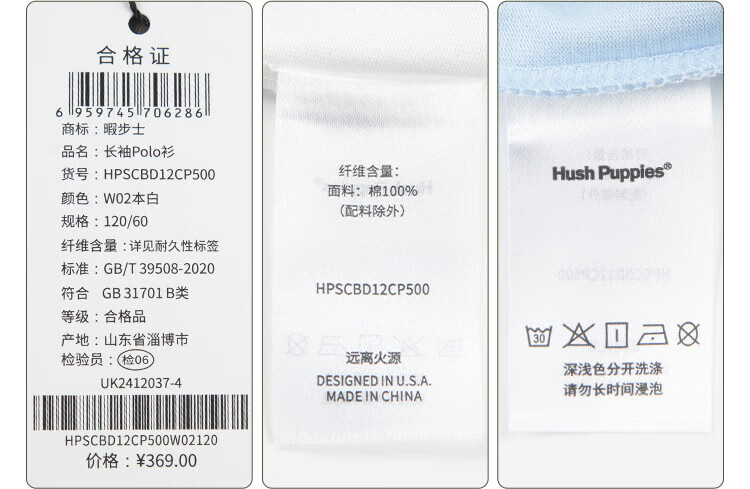 合格证
6 959745 706286
商标：暇步士
品名：长袖Polo衫
货号：HPSCBD12CP500
颜色：W02本白
规格：120/60
纤维含量：详见耐久性标签
标准：GB/T 39508-2020
符合 GB 31701 B类
等级：合格品
产地：山东省淄博市
检验员：检06
UK2412037-4
HPSCBD12CP500W02120
价格：¥369.00
纤维含量：
面料：棉100%
（配料除外）
HPSCBD12CP500
远离火源
DESIGNED IN U.S.A.
MADE IN CHINA
Hush Puppies®
30
深浅色分开洗涤
请勿长时间浸泡